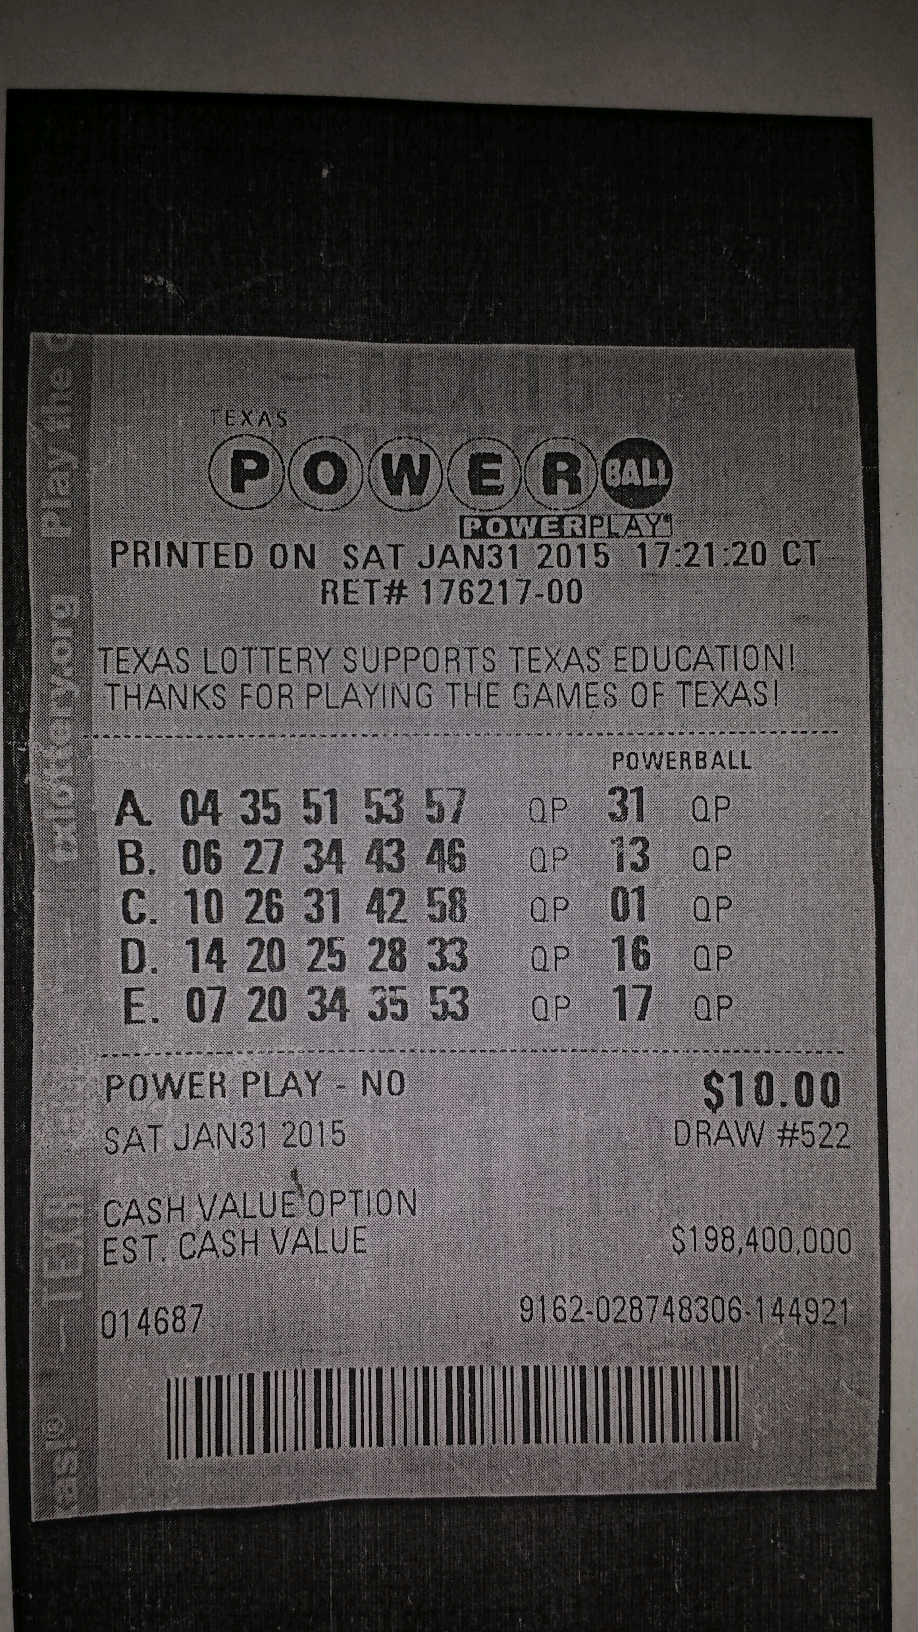 TEXAS
POWERBALL
POWERPLAY
PRINTED ON SAT JAN31 2015 17:21:20 CT
RET# 176217-00
TEXAS LOTTERY SUPPORTS TEXAS EDUCATION!
THANKS FOR PLAYING THE GAMES OF TEXAS!
POWERBALL
A. 04 35 51 53 57 QP 31 QP
B. 06 27 34 43 46 QP 13 QP
C. 10 26 31 42 58 QP 01 QP
D. 14 20 25 28 33 QP 16 QP
E. 07 20 34 35 53 QP 17 QP
POWER PLAY - NO $10.00
SAT JAN31 2015 DRAW #522
CASH VALUE OPTION
EST. CASH VALUE $198,400,000
014687 9162-028748306-144921
txlottery.org Play the